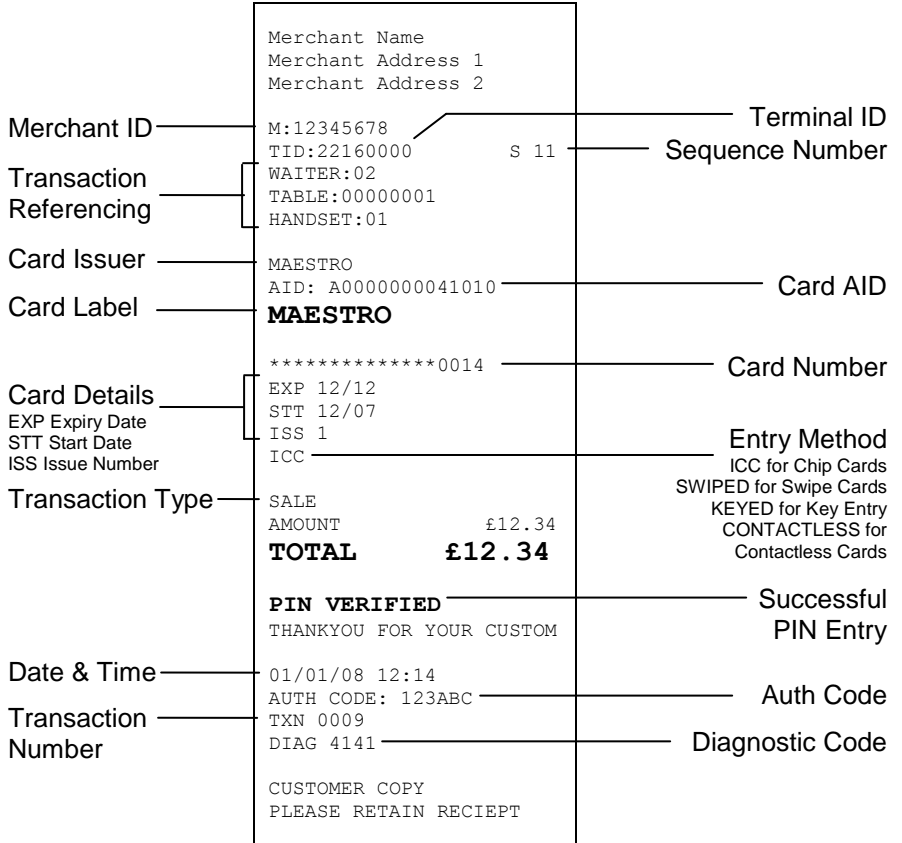 Merchant Name
Merchant Address 1
Merchant Address 2
Merchant ID
M:12345678
Terminal ID
TID:22160000 S 11
Sequence Number
Transaction
Referencing
WAITER:02
TABLE:00000001
HANDSET:01
Card Issuer
MAESTRO
AID: A0000000041010
Card AID
Card Label
MAESTRO
**************0014
Card Number
Card Details
EXP Expiry Date
STT Start Date
ISS Issue Number
EXP 12/12
STT 12/07
ISS 1
ICC
Entry Method
ICC for Chip Cards
SWIPED for Swipe Cards
KEYED for Key Entry
CONTACTLESS for
Contactless Cards
Transaction Type
SALE
AMOUNT £12.34
TOTAL £12.34
PIN VERIFIED
Successful
PIN Entry
THANKYOU FOR YOUR CUSTOM
Date & Time
01/01/08 12:14
AUTH CODE: 123ABC
Auth Code
Transaction
Number
TXN 0009
DIAG 4141
Diagnostic Code
CUSTOMER COPY
PLEASE RETAIN RECIEPT